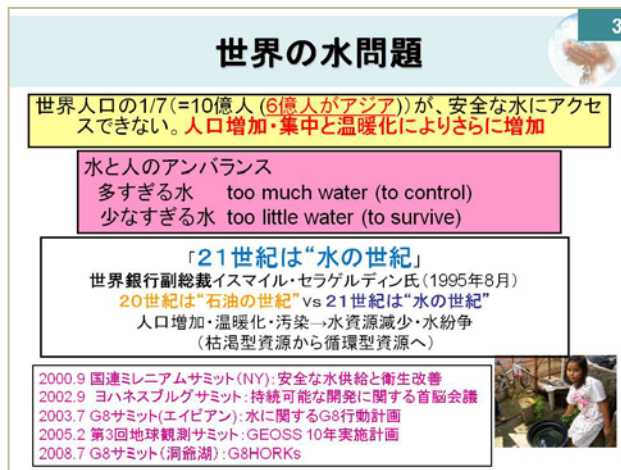 3
世界の水問題
世界人口の1/7(=10億人 (6億人がアジア))が、安全な水にアクセ
スできない。人口増加・集中と温暖化によりさらに増加
水と人のアンバランス
多すぎる水 too much water (to control)
少なすぎる水 too little water (to survive)
「21世紀は“水の世紀」
世界銀行副総裁イスマイル・セラゲルディン氏(1995年8月)
20世紀は“石油の世紀”vs 21世紀は“水の世紀”
人口増加・温暖化・汚染→水資源減少・水紛争
(枯渇型資源から循環型資源へ)
2000.9 国連ミレニアムサミット(NY):安全な水供給と衛生改善
2002.9 ヨハネスブルグサミット:持続可能な開発に関する首脳会議
2003.7 G8サミット(エイビアン):水に関するG8行動計画
2005.2 第3回地球観測サミット:GEOSS 10年実施計画
2008.7 G8サミット(洞爺湖):G8HORKs